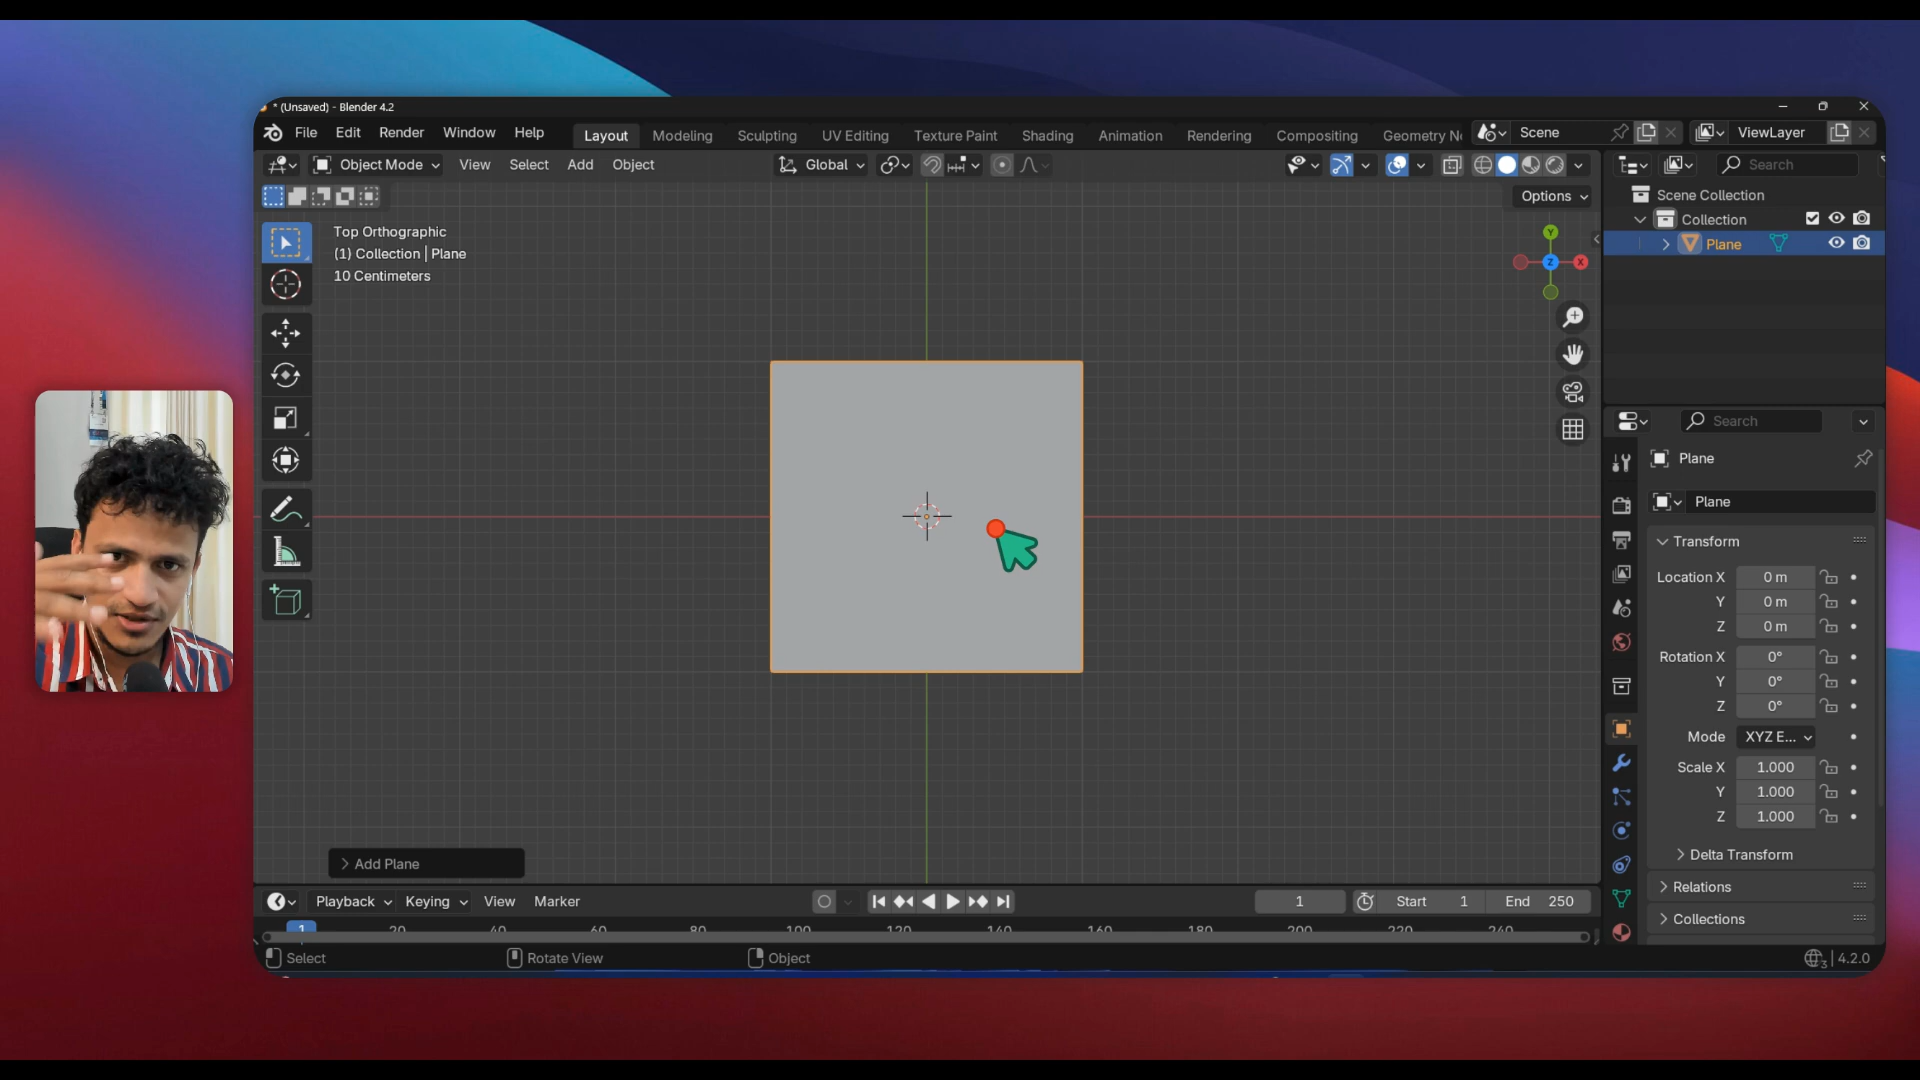 * (Unsaved) - Blender 4.2
File Edit Render Window Help
Layout Modeling Sculpting UV Editing Texture Paint Shading Animation Rendering Compositing Geometry No
Scene
ViewLayer
Object Mode View Select Add Object
Global
Search
Options
Top Orthographic
(1) Collection | Plane
10 Centimeters
Y
Z
X
Scene Collection
Collection
Plane
Search
Plane
Plane
Transform
Location X 0 m
Y 0 m
Z 0 m
Rotation X 0°
Y 0°
Z 0°
Mode XYZ E...
Scale X 1.000
Y 1.000
Z 1.000
Delta Transform
Relations
Collections
Add Plane
Playback Keying View Marker
1
Start 1
End 250
1 20 40 60 80 100 120 140 160 180 200 220 240
Select
Rotate View
Object
3 | 4.2.0